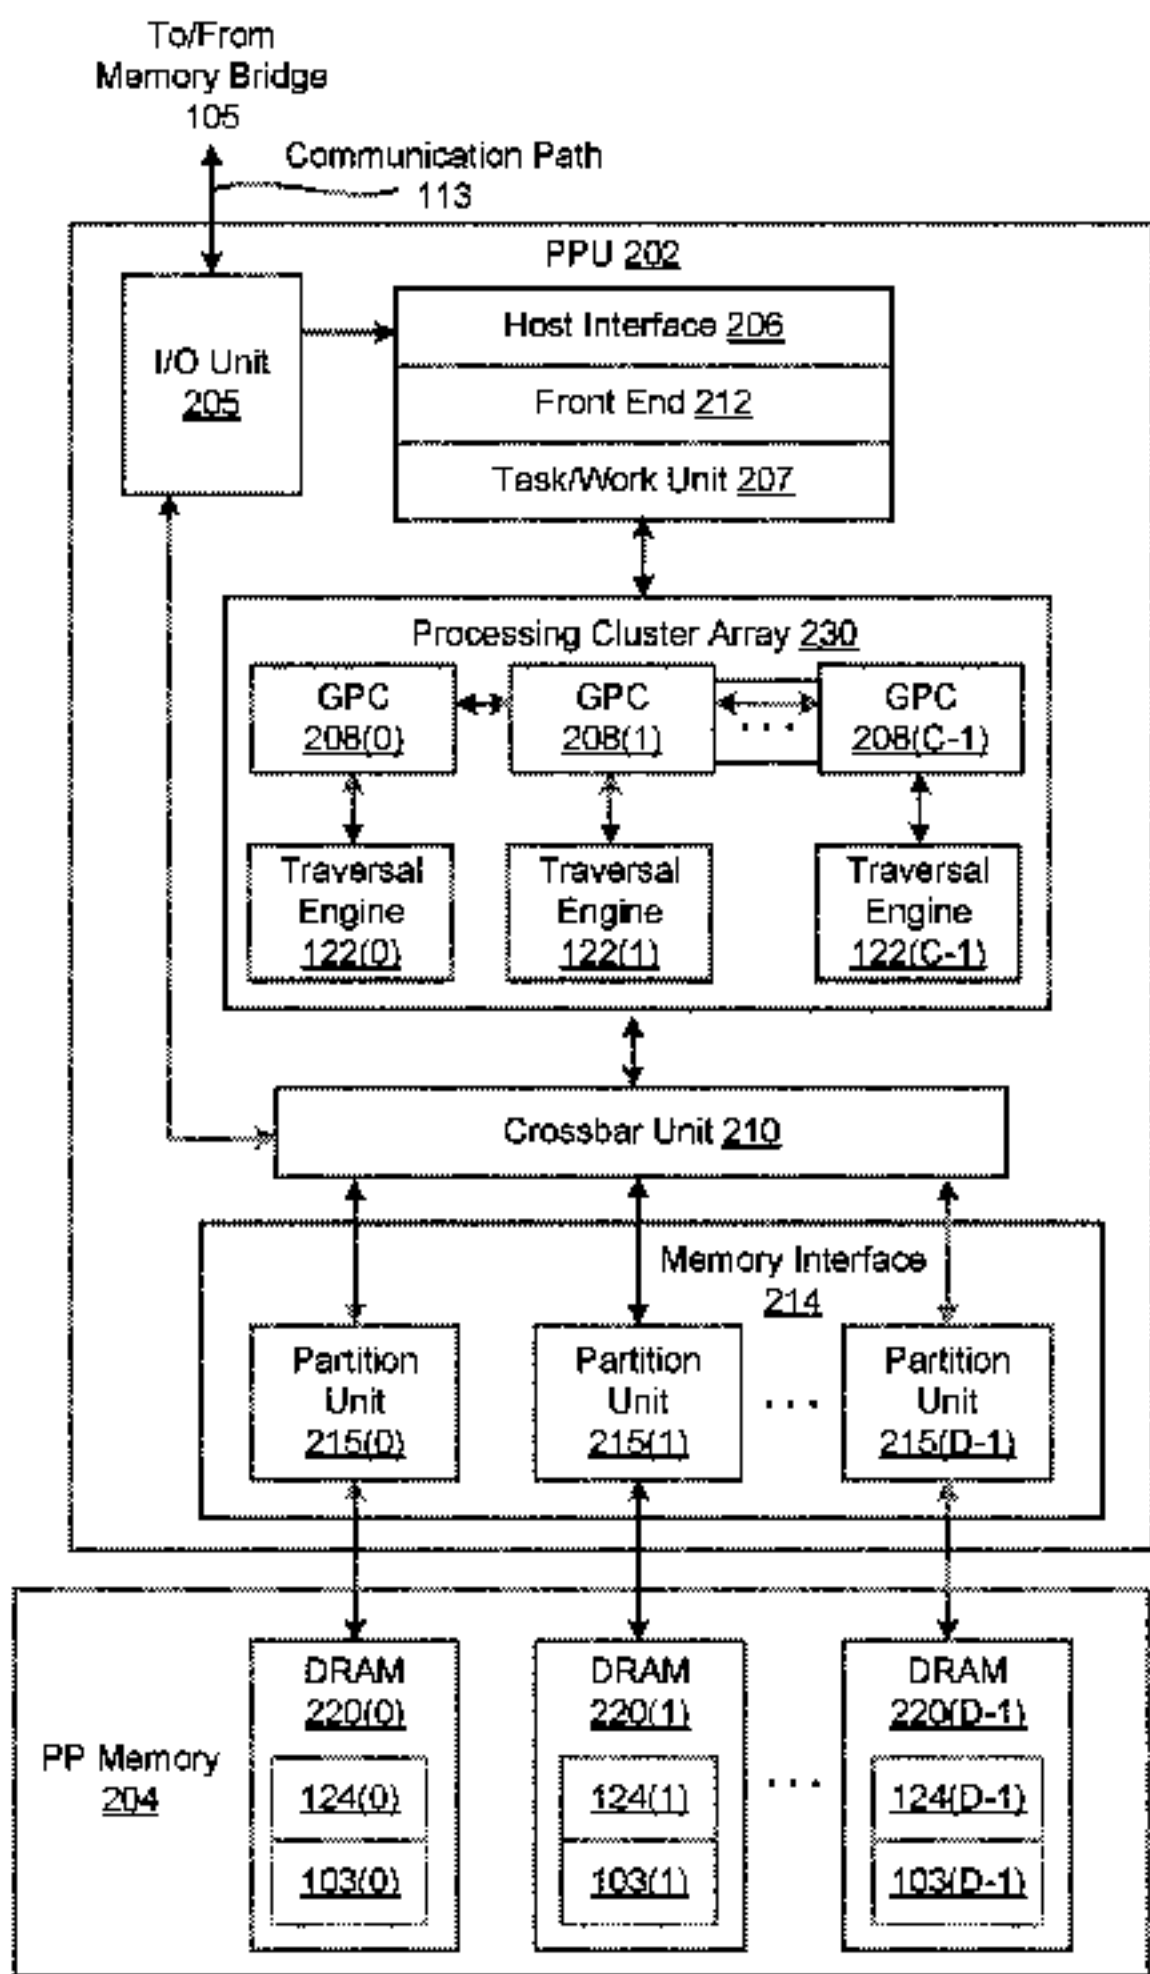 To/From
Memory Bridge
105
Communication Path
113
PPU 202
I/O Unit
205
Host Interface 206
Front End 212
Task/Work Unit 207
Processing Cluster Array 230
GPC
208(0)
GPC
208(1)
. . .
GPC
208(C-1)
Traversal
Engine
122(0)
Traversal
Engine
122(1)
Traversal
Engine
122(C-1)
Crossbar Unit 210
Memory Interface
214
Partition
Unit
215(0)
Partition
Unit
215(1)
. . .
Partition
Unit
215(D-1)
PP Memory
204
DRAM
220(0)
124(0)
103(0)
DRAM
220(1)
124(1)
103(1)
. . .
DRAM
220(D-1)
124(D-1)
103(D-1)